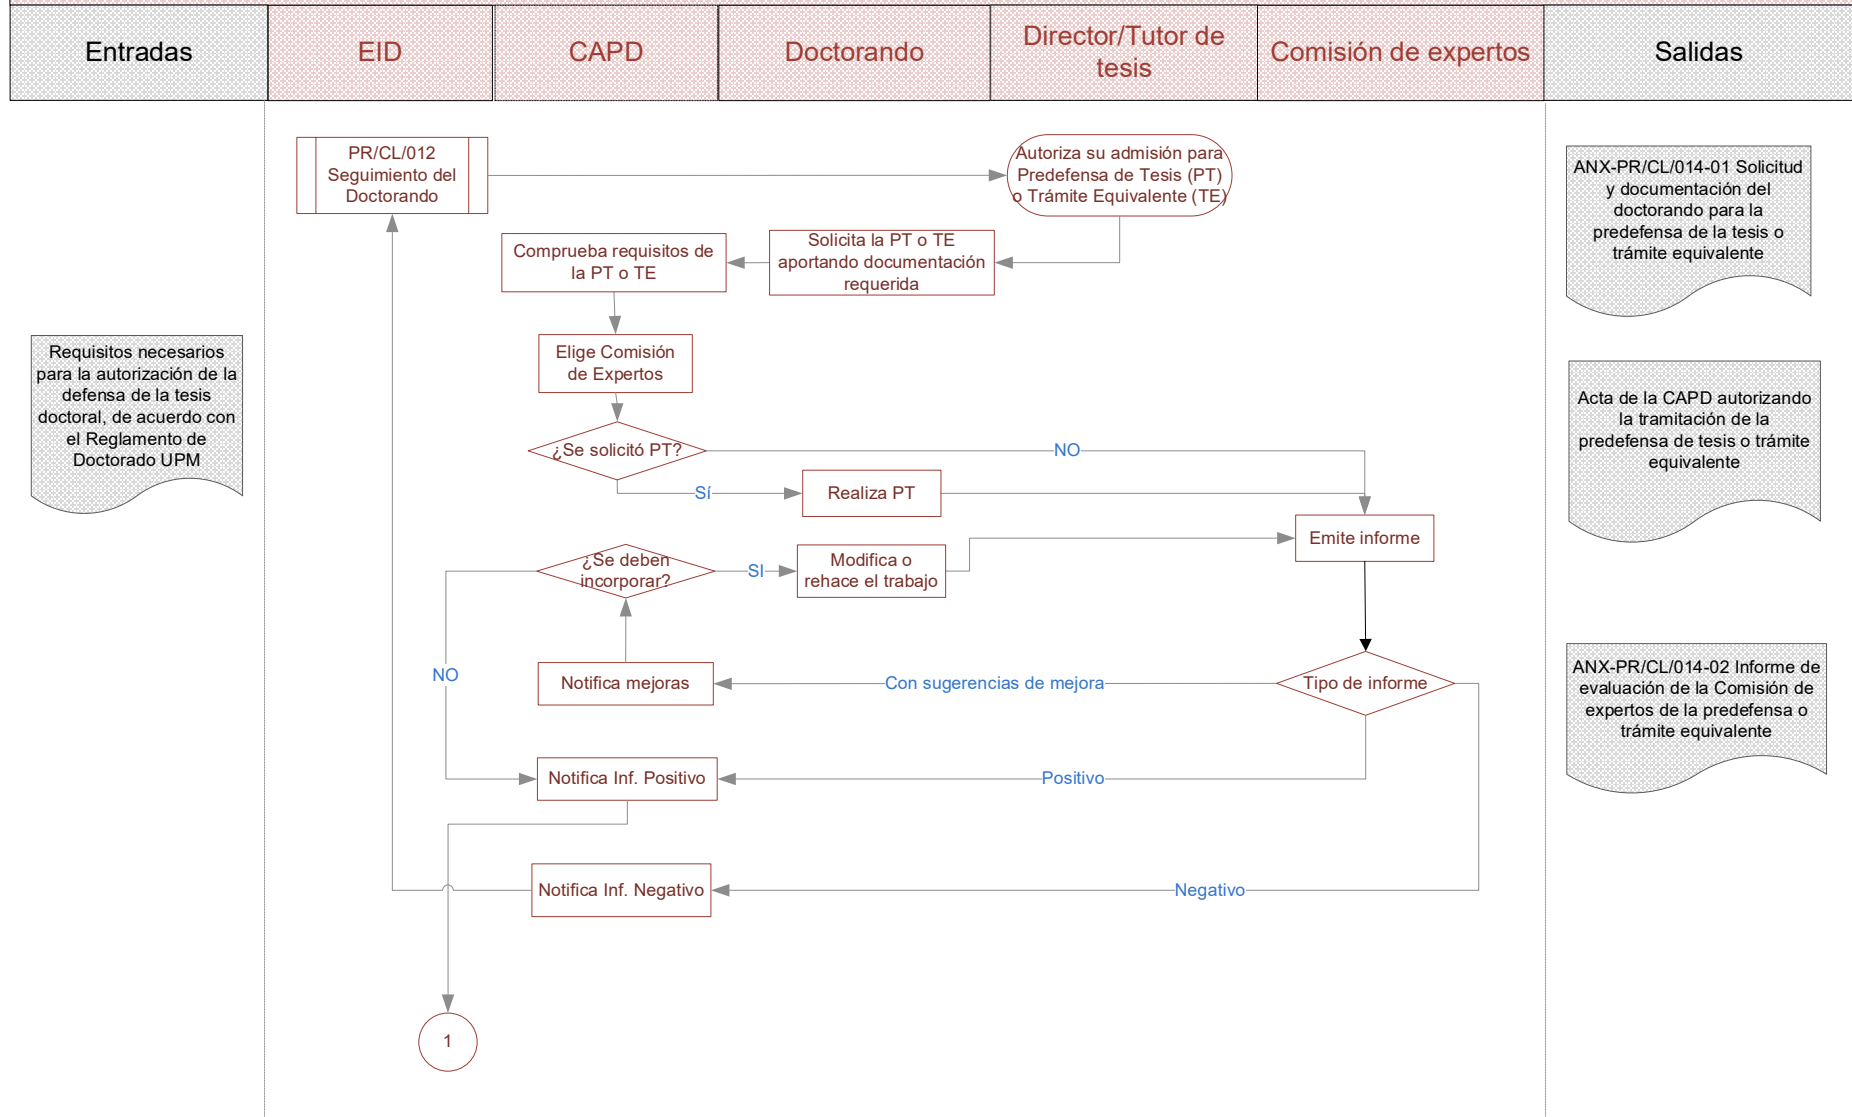 Entradas
EID
CAPD
Doctorando
Director/Tutor de
tesis
Comisión de expertos
Salidas
PR/CL/012
Seguimiento del
Doctorando
Autoriza su admisión para
Predefensa de Tesis (PT)
o Trámite Equivalente (TE)
ANX-PR/CL/014-01 Solicitud
y documentación del
doctorando para la
predefensa de la tesis o
trámite equivalente
Comprueba requisitos de
la PT o TE
Solicita la PT o TE
aportando documentación
requerida
Requisitos necesarios
para la autorización de la
defensa de la tesis
doctoral, de acuerdo con
el Reglamento de
Doctorado UPM
Elige Comisión
de Expertos
Acta de la CAPD autorizando
la tramitación de la
predefensa de tesis o trámite
equivalente
¿Se solicitó PT?
NO
Sí
Realiza PT
Emite informe
¿Se deben
incorporar?
SI
Modifica o
rehace el trabajo
NO
Notifica mejoras
Con sugerencias de mejora
Tipo de informe
ANX-PR/CL/014-02 Informe de
evaluación de la Comisión de
expertos de la predefensa o
trámite equivalente
Notifica Inf. Positivo
Positivo
Notifica Inf. Negativo
Negativo
1